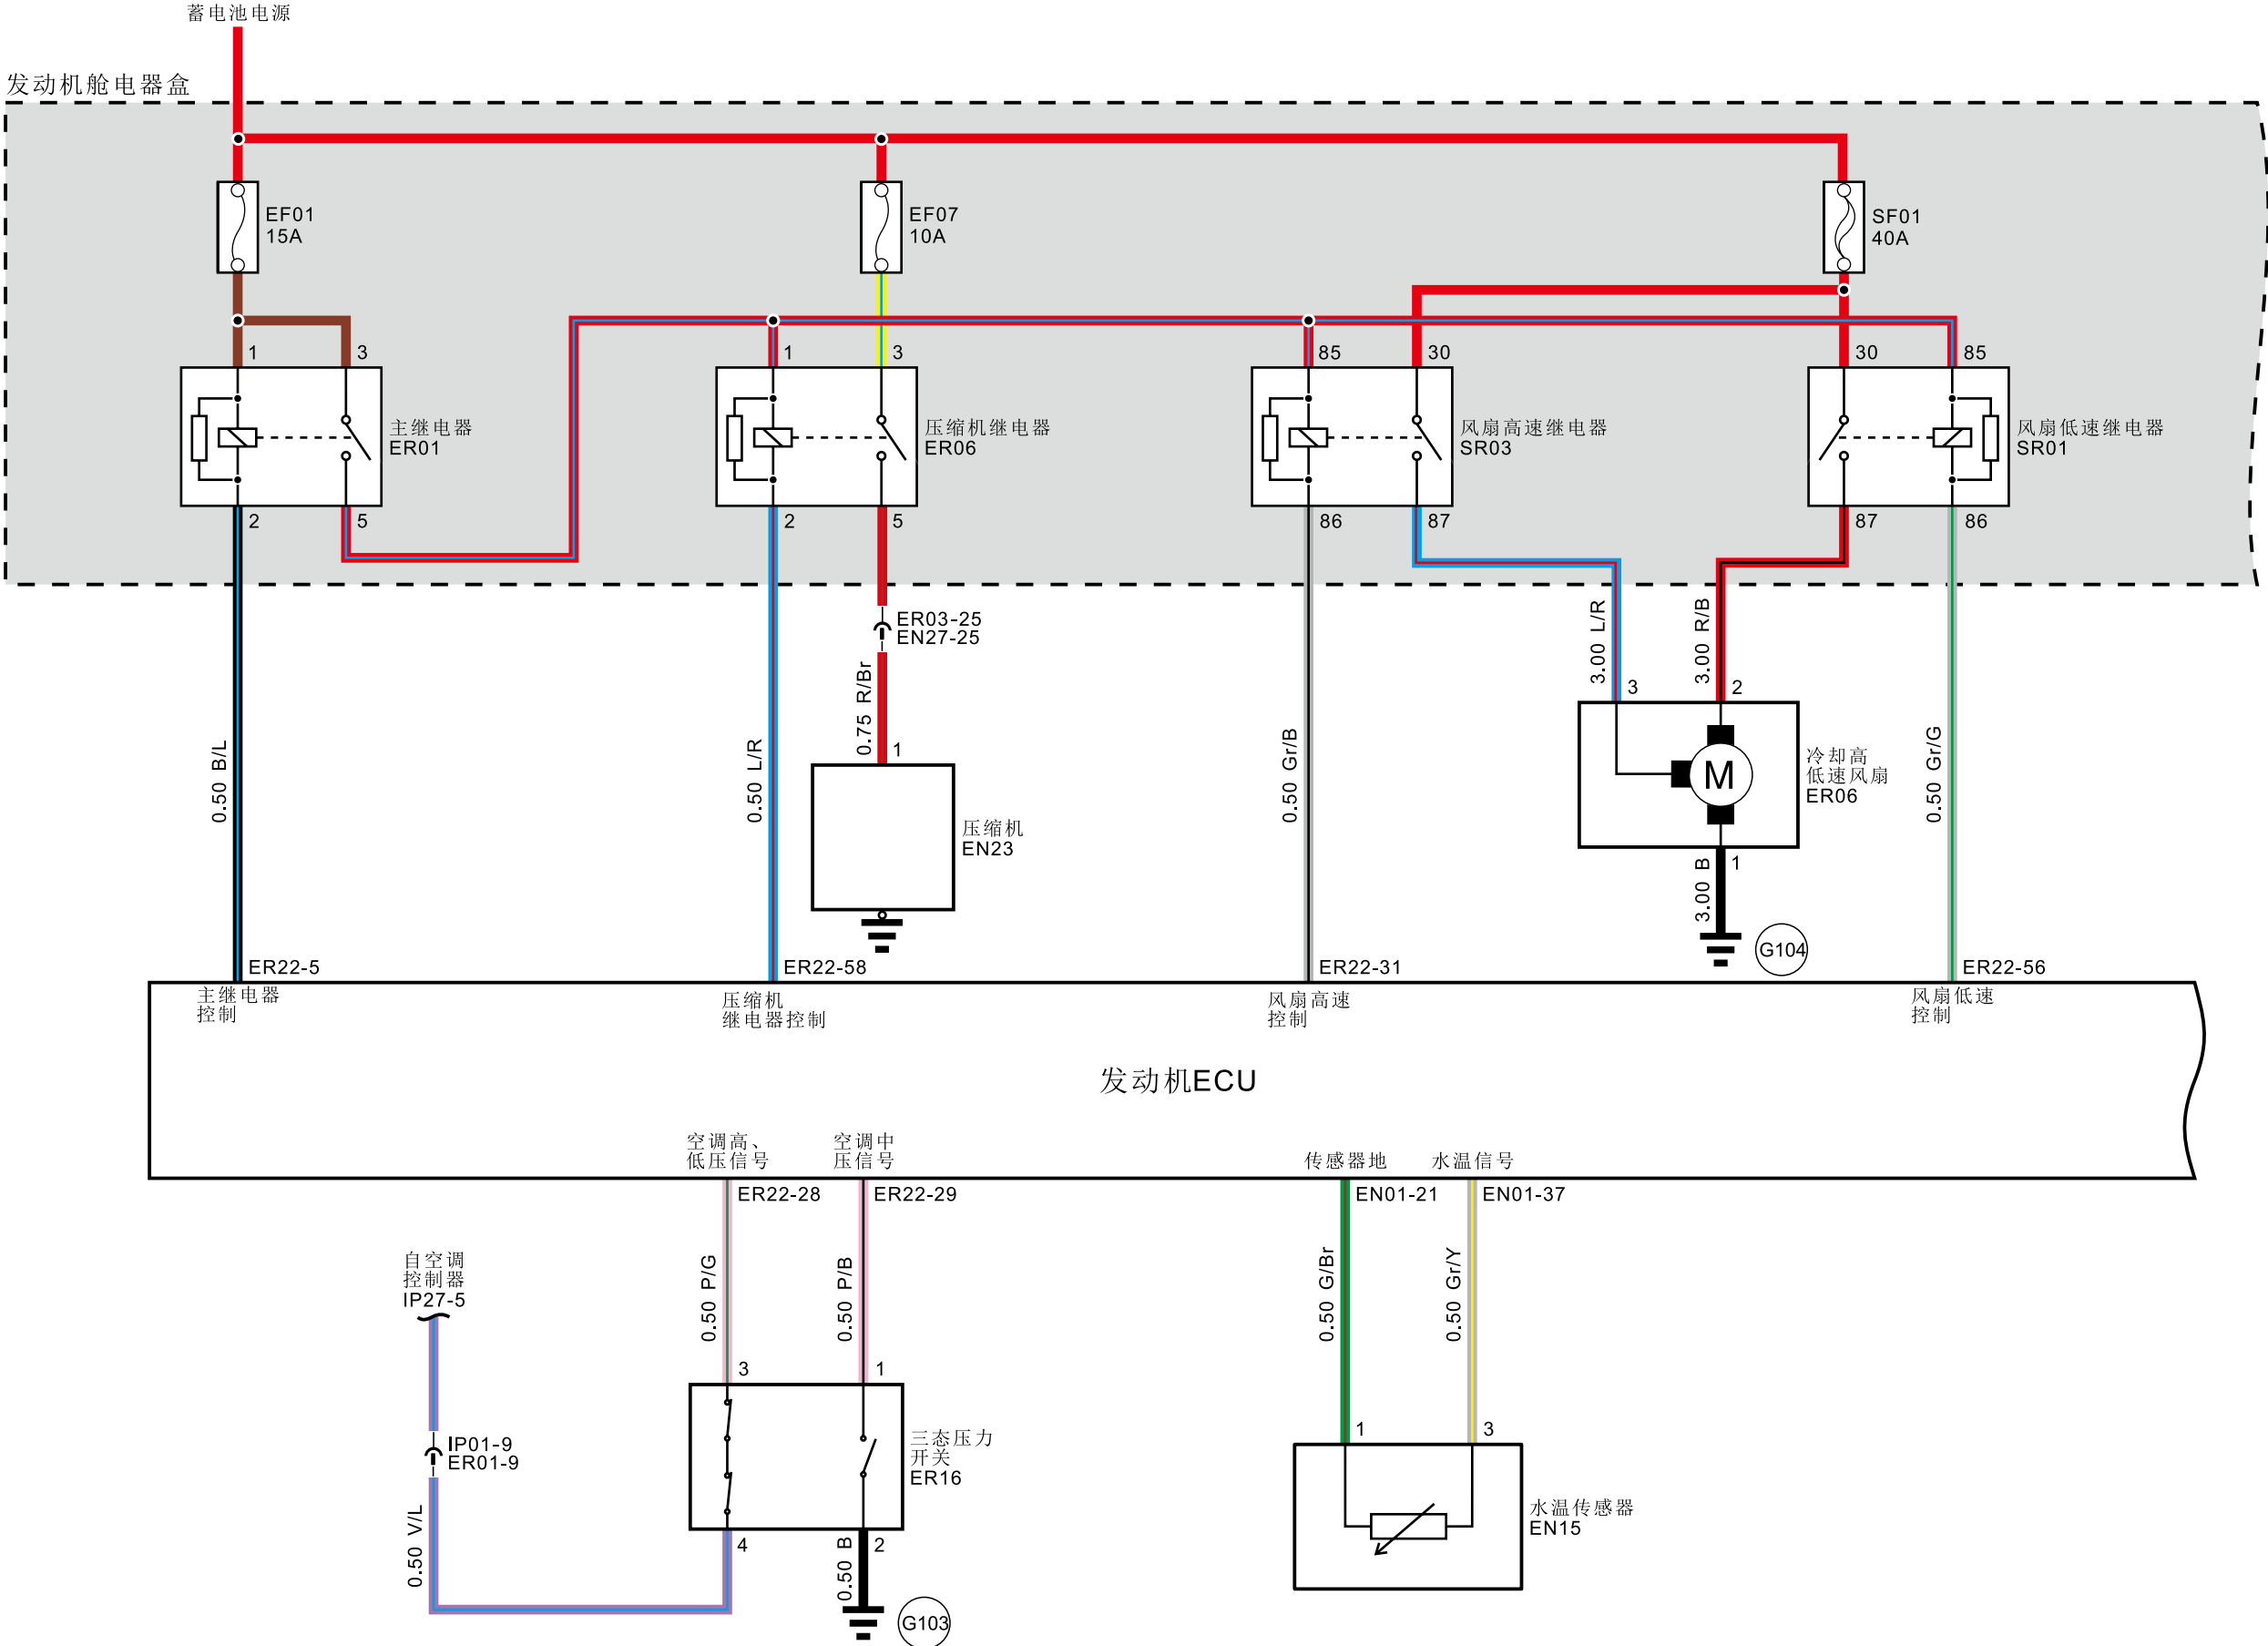 蓄电池电源
发动机舱电器盒
EF01
15A
EF07
10A
SF01
40A
1
3
1
3
85
30
30
85
主继电器
ER01
压缩机继电器
ER06
风扇高速继电器
SR03
风扇低速继电器
SR01
2
5
2
5
86
87
87
86
ER03-25
EN27-25
0.50 B/L
0.50 L/R
0.75 R/Br
0.50 Gr/B
3.00 L/R
3.00 R/B
0.50 Gr/G
1
3
2
M
冷却高
低速风扇
ER06
压缩机
EN23
3.00 B
1
G104
ER22-5
ER22-58
ER22-31
ER22-56
主继电器
控制
压缩机
继电器控制
风扇高速
控制
风扇低速
控制
发动机ECU
空调高、
低压信号
空调中
压信号
传感器地
水温信号
ER22-28
ER22-29
EN01-21
EN01-37
自空调
控制器
IP27-5
0.50 P/G
0.50 P/B
0.50 G/Br
0.50 Gr/Y
3
1
1
3
IP01-9
ER01-9
三态压力
开关
ER16
水温传感器
EN15
0.50 V/L
4
0.50 B
2
G103